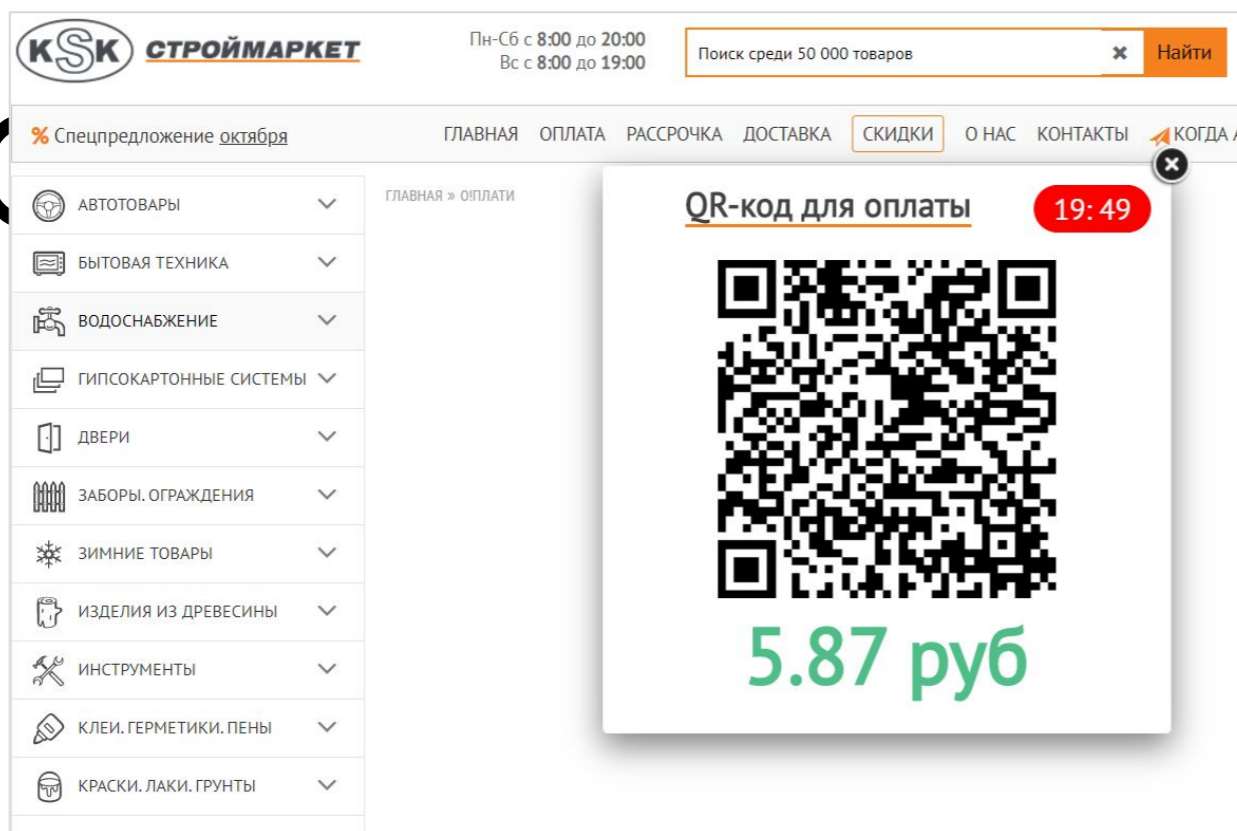 KSK СТРОЙМАРКЕТ
Пн-Сб с 8:00 до 20:00
Вс с 8:00 до 19:00
Поиск среди 50 000 товаров
Найти
% Спецпредложение октября
ГЛАВНАЯ ОПЛАТА РАССРОЧКА ДОСТАВКА СКИДКИ О НАС КОНТАКТЫ КОГДА
АВТОТОВАРЫ
БЫТОВАЯ ТЕХНИКА
ВОДОСНАБЖЕНИЕ
ГИПСОКАРТОННЫЕ СИСТЕМЫ
ДВЕРИ
ЗАБОРЫ. ОГРАЖДЕНИЯ
ЗИМНИЕ ТОВАРЫ
ИЗДЕЛИЯ ИЗ ДРЕВЕСИНЫ
ИНСТРУМЕНТЫ
КЛЕИ. ГЕРМЕТИКИ. ПЕНЫ
КРАСКИ. ЛАКИ. ГРУНТЫ
ГЛАВНАЯ » О!ПЛАТИ
QR-код для оплаты
19:49
5.87 руб